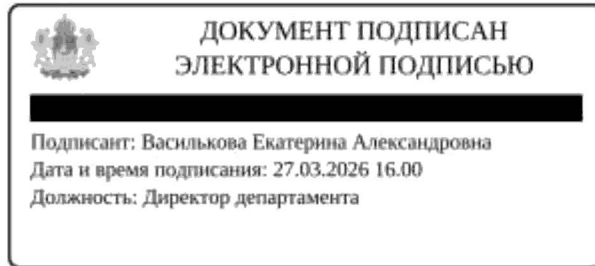 ДОКУМЕНТ ПОДПИСАН
ЭЛЕКТРОННОЙ ПОДПИСЬЮ
Подписант: Василькова Екатерина Александровна
Дата и время подписания: 27.03.2026 16.00
Должность: Директор департамента